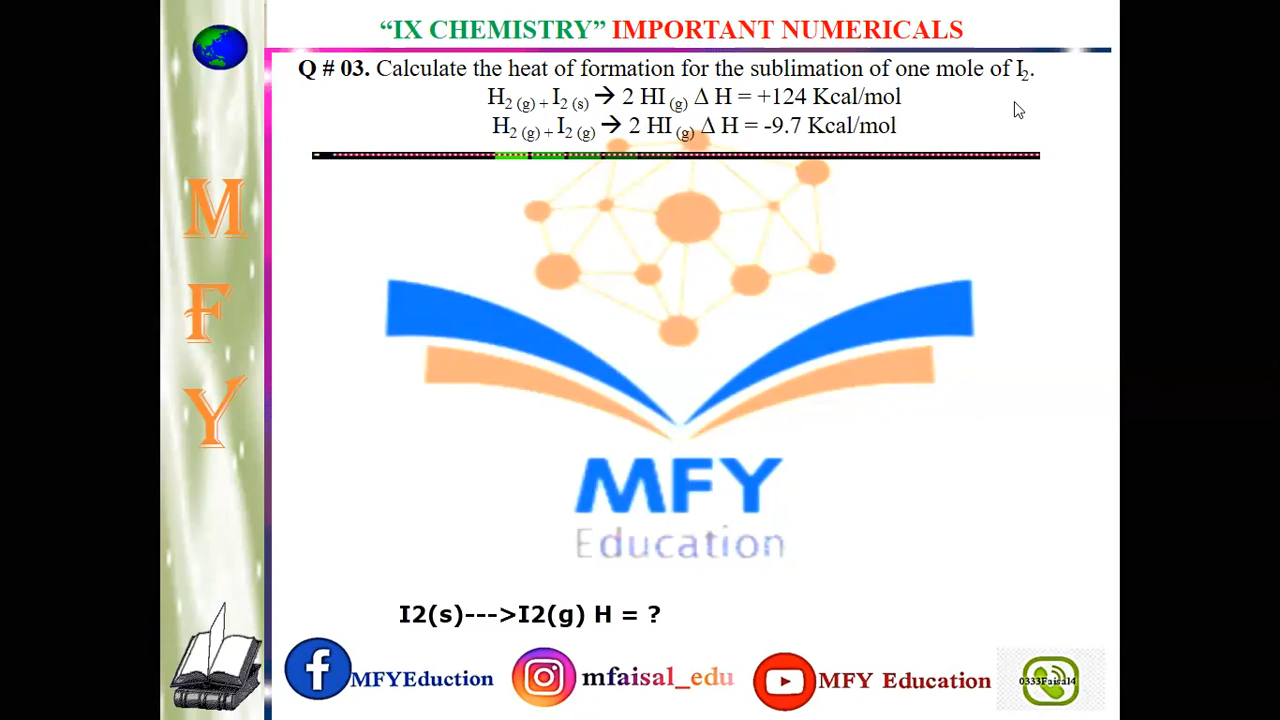 “IX CHEMISTRY” IMPORTANT NUMERICALS
Q # 03. Calculate the heat of formation for the sublimation of one mole of I₂.
H₂ (g) + I₂ (s) → 2 HI (g) Δ H = +124 Kcal/mol
H₂ (g) + I₂ (g) → 2 HI (g) Δ H = -9.7 Kcal/mol
M
F
Y
MFY
Education
I2(s)--->I2(g) H = ?
MFYEduction
mfaisal_edu
MFY Education
0333Faisal4